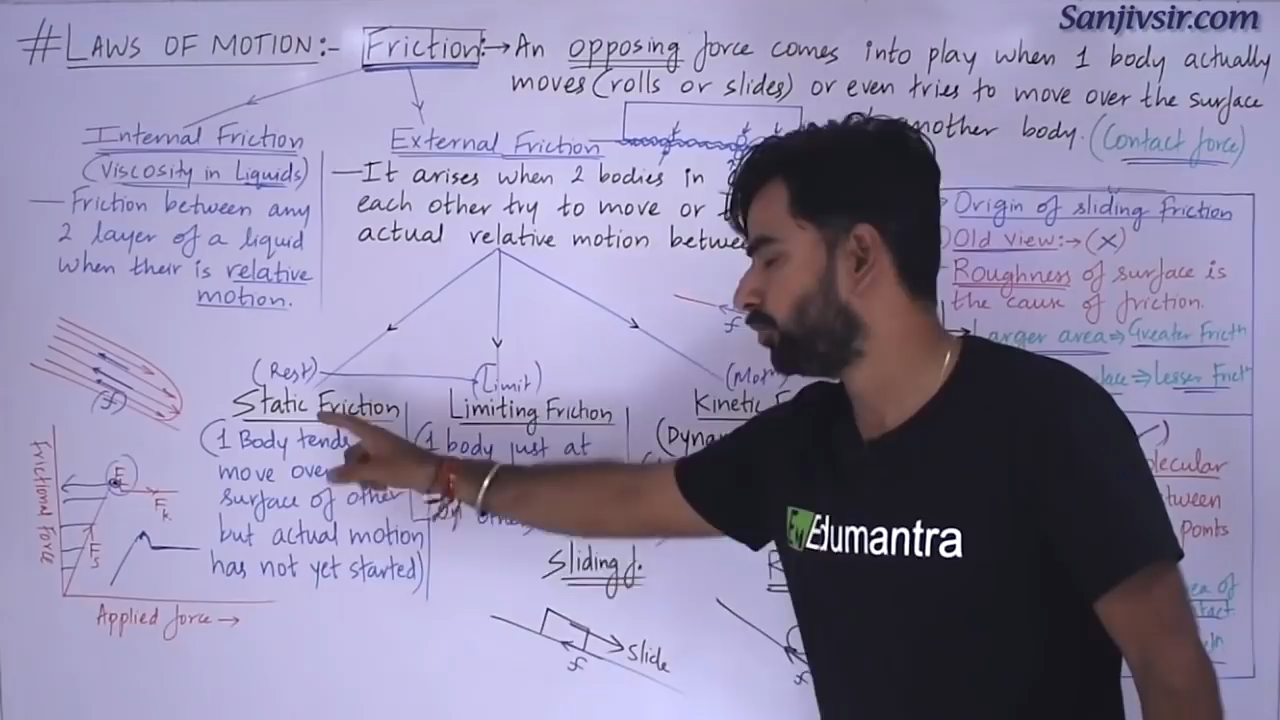 Sanjivsir.com
# LAWS OF MOTION:- Friction:→ An opposing force comes into play when 1 body actually
moves (rolls or slides) or even tries to move over the surface
another body. (Contact force)
Internal Friction
(Viscosity in Liquids)
— Friction between any
2 layer of a liquid
when their is relative
motion.
External Friction
— It arises when 2 bodies in
each other try to move or
actual relative motion
Origin of sliding friction
Old view:→ (x)
Roughness of surface is
the cause of friction.
Larger area ⇒ Greater Frictn
⇒ Lesser Frictn
points
(f)
f
(Rest)
Static Friction
(1 Body tends
move over
surface of other
but actual motion
has not yet started)
(Limit)
Limiting Friction
(1 body just at
Kinetic
Sliding f.
slide
f
f
Frictional Force
Fs
Fk
Applied force →
Edumantra